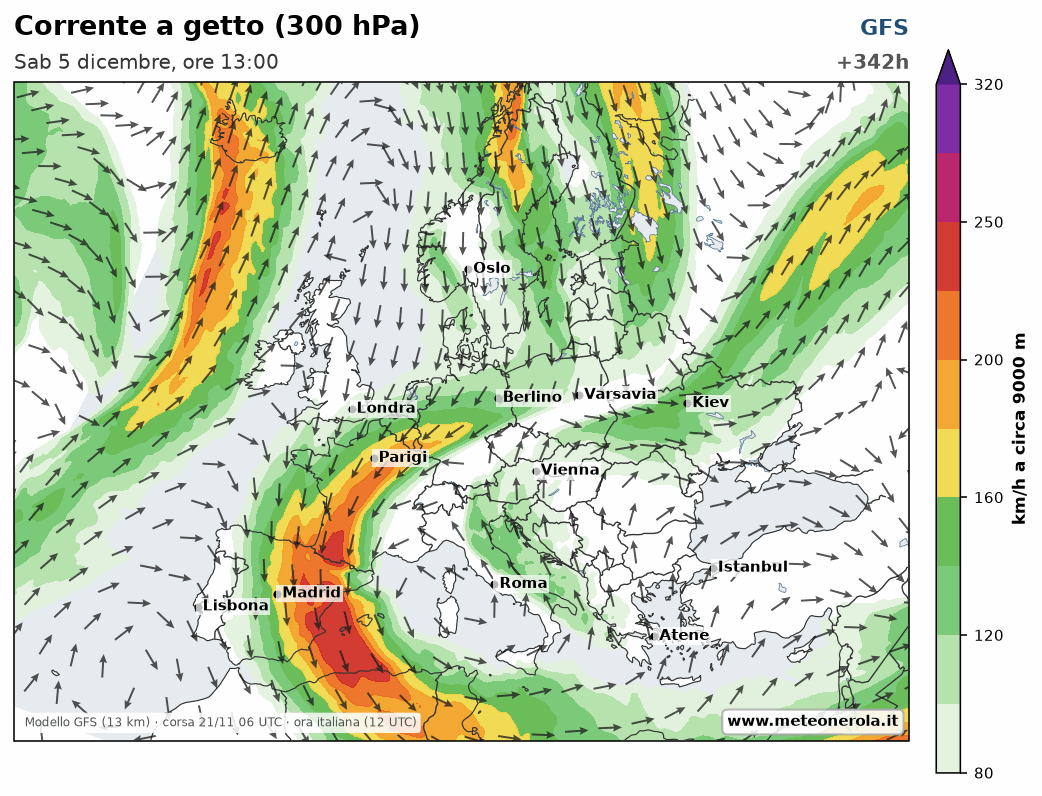 Corrente a getto (300 hPa)
GFS
Sab 5 dicembre, ore 13:00
+342h
320
250
200
160
120
80
km/h a circa 9000 m
Oslo
Berlino
Varsavia
Kiev
Londra
Parigi
Vienna
Istanbul
Roma
Madrid
Lisbona
Atene
Modello GFS (13 km) · corsa 21/11 06 UTC · ora italiana (12 UTC)
www.meteonerola.it